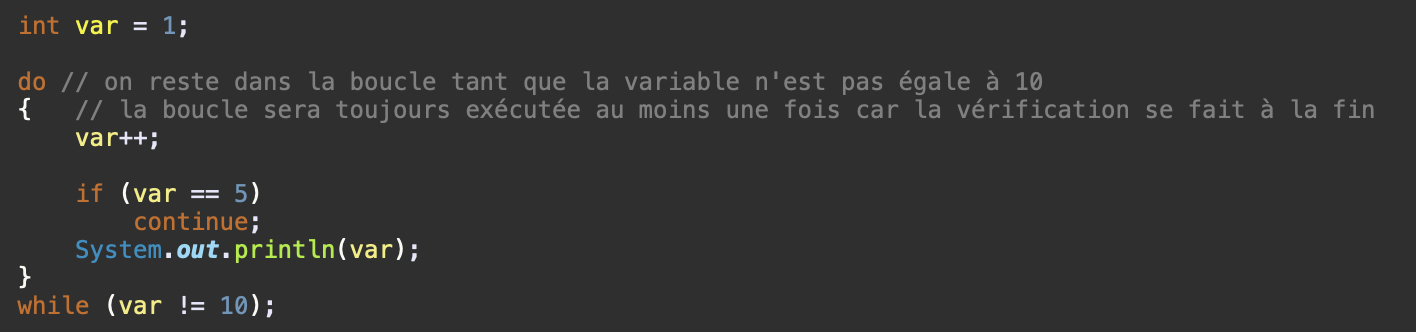 int var = 1;
do // on reste dans la boucle tant que la variable n'est pas égale à 10
{   // la boucle sera toujours exécutée au moins une fois car la vérification se fait à la fin
    var++;
    if (var == 5)
        continue;
    System.out.println(var);
}
while (var != 10);